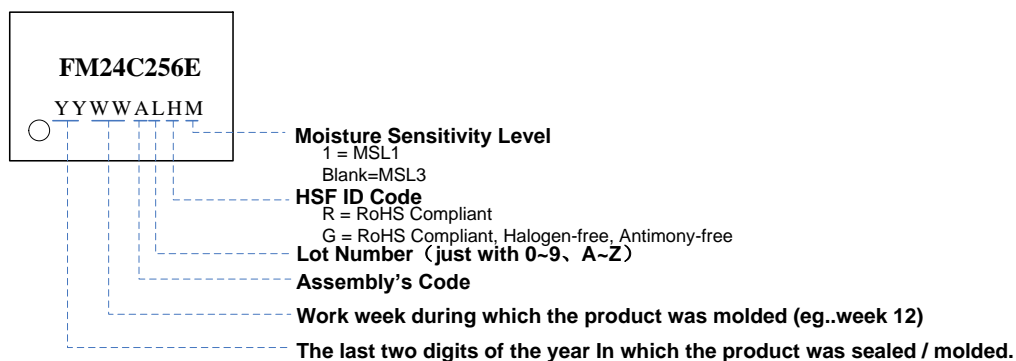 FM24C256E
YYWWALHM
Moisture Sensitivity Level
1 = MSL1
Blank=MSL3
HSF ID Code
R = RoHS Compliant
G = RoHS Compliant, Halogen-free, Antimony-free
Lot Number（just with 0~9、A~Z）
Assembly's Code
Work week during which the product was molded (eg..week 12)
The last two digits of the year In which the product was sealed / molded.